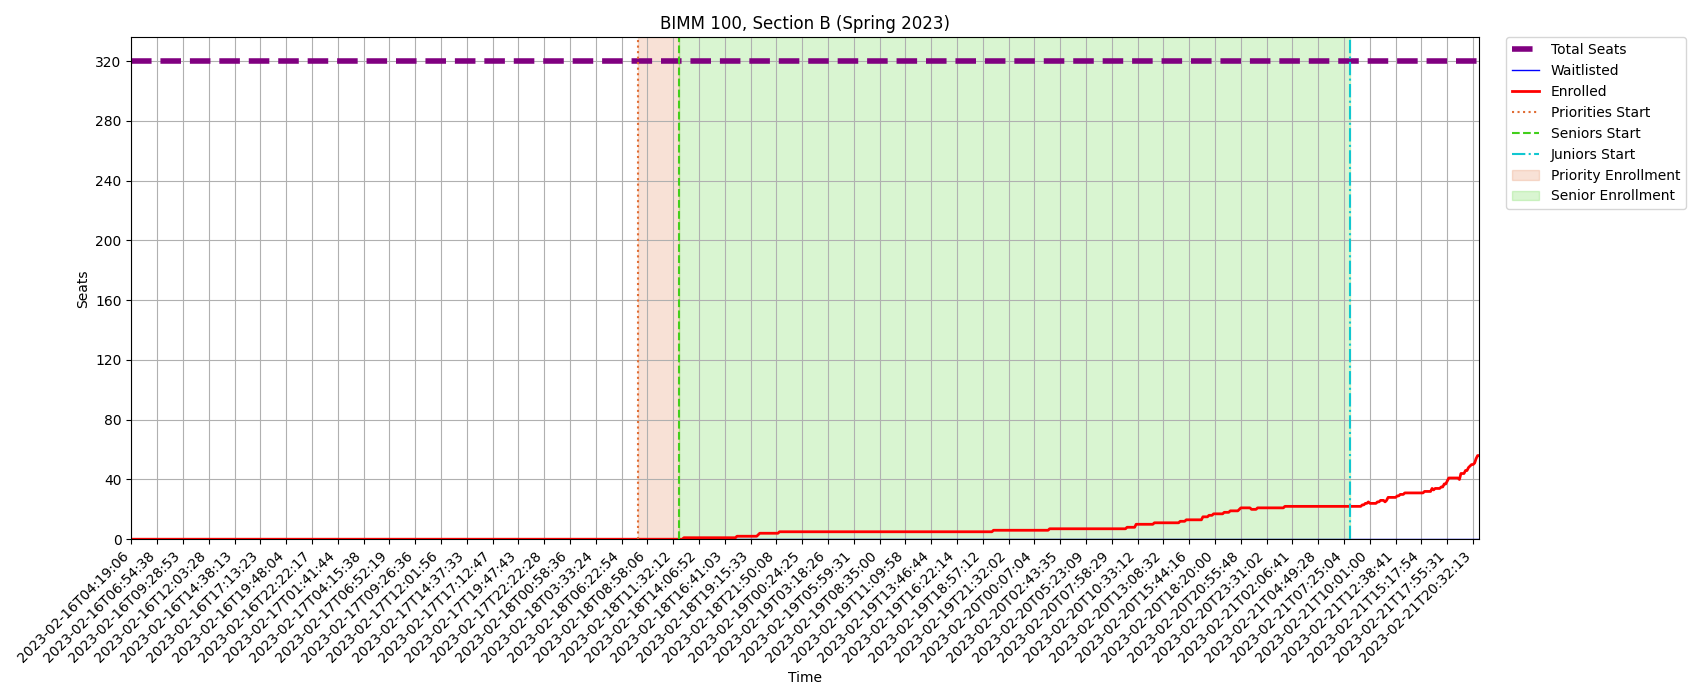 BIMM 100, Section B (Spring 2023)
Total Seats
Waitlisted
Enrolled
Priorities Start
Seniors Start
Juniors Start
Priority Enrollment
Senior Enrollment
Seats
320
280
240
200
160
120
80
40
0
2023-02-16T04:19:06
2023-02-16T06:54:38
2023-02-16T09:28:53
2023-02-16T12:03:28
2023-02-16T14:38:13
2023-02-16T17:13:23
2023-02-16T19:48:04
2023-02-16T22:22:17
2023-02-17T01:41:44
2023-02-17T04:15:38
2023-02-17T06:52:19
2023-02-17T09:26:36
2023-02-17T12:01:56
2023-02-17T14:37:33
2023-02-17T17:12:47
2023-02-17T19:47:43
2023-02-17T22:22:28
2023-02-18T00:58:36
2023-02-18T03:33:24
2023-02-18T06:22:54
2023-02-18T08:58:06
2023-02-18T11:32:12
2023-02-18T14:06:52
2023-02-18T16:41:03
2023-02-18T19:15:33
2023-02-18T21:50:08
2023-02-19T00:24:25
2023-02-19T03:18:26
2023-02-19T05:59:31
2023-02-19T08:35:00
2023-02-19T11:09:58
2023-02-19T13:46:44
2023-02-19T16:22:14
2023-02-19T18:57:12
2023-02-19T21:32:02
2023-02-20T00:07:04
2023-02-20T02:43:35
2023-02-20T05:23:09
2023-02-20T07:58:29
2023-02-20T10:33:12
2023-02-20T13:08:32
2023-02-20T15:44:16
2023-02-20T18:20:00
2023-02-20T20:55:48
2023-02-20T23:31:02
2023-02-21T02:06:41
2023-02-21T04:49:28
2023-02-21T07:25:04
2023-02-21T10:01:00
2023-02-21T12:38:41
2023-02-21T15:17:54
2023-02-21T17:55:31
2023-02-21T20:32:13
Time